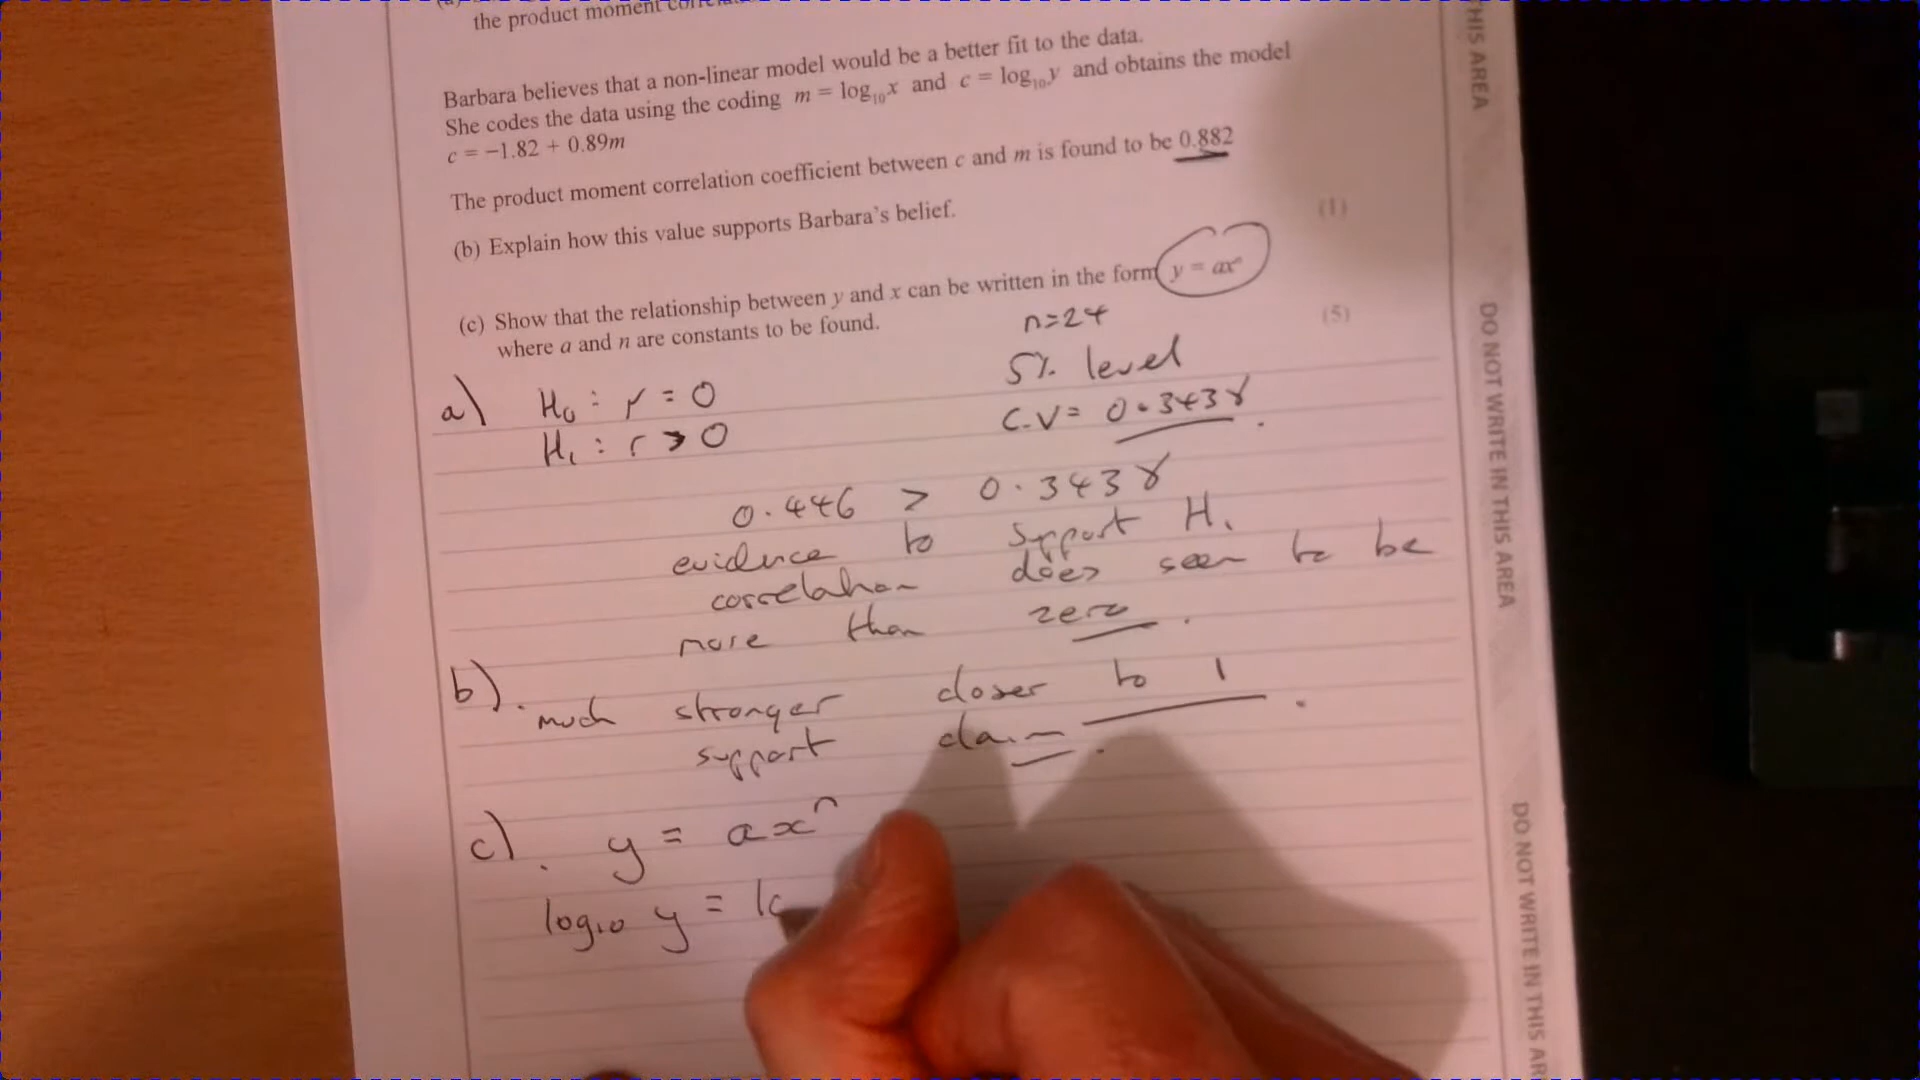 the product moment
Barbara believes that a non-linear model would be a better fit to the data.
She codes the data using the coding m = log₁₀x and c = log₁₀y and obtains the model
c = −1.82 + 0.89m
The product moment correlation coefficient between c and m is found to be 0.882
(b) Explain how this value supports Barbara's belief.
(1)
(c) Show that the relationship between y and x can be written in the form y = axⁿ
where a and n are constants to be found.
(5)
n=24
5% level
C.V = 0.3438
a) H₀ : r = 0
H₁ : r > 0
0.446 > 0.3438
evidence to support H₁
correlation does seem to be
more than zero.
b). much stronger closer to 1.
support claim.
c). y = axⁿ
log₁₀ y = lo
HIS AREA
DO NOT WRITE IN THIS AREA
DO NOT WRITE IN THIS AR